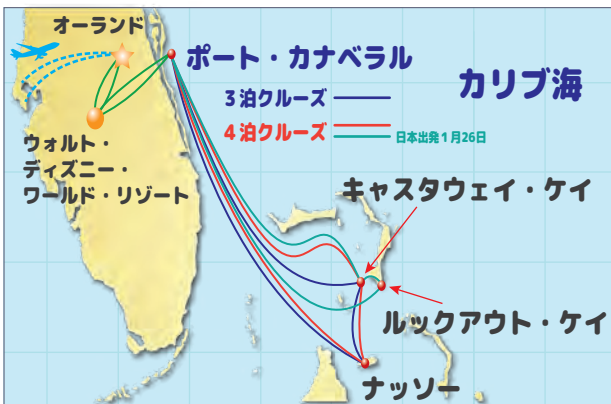 オーランド
ポート・カナベラル
カリブ海
3泊クルーズ
4泊クルーズ
日本出発1月26日
ウォルト・
ディズニー・
ワールド・リゾート
キャスタウェイ・ケイ
ルックアウト・ケイ
ナッソー